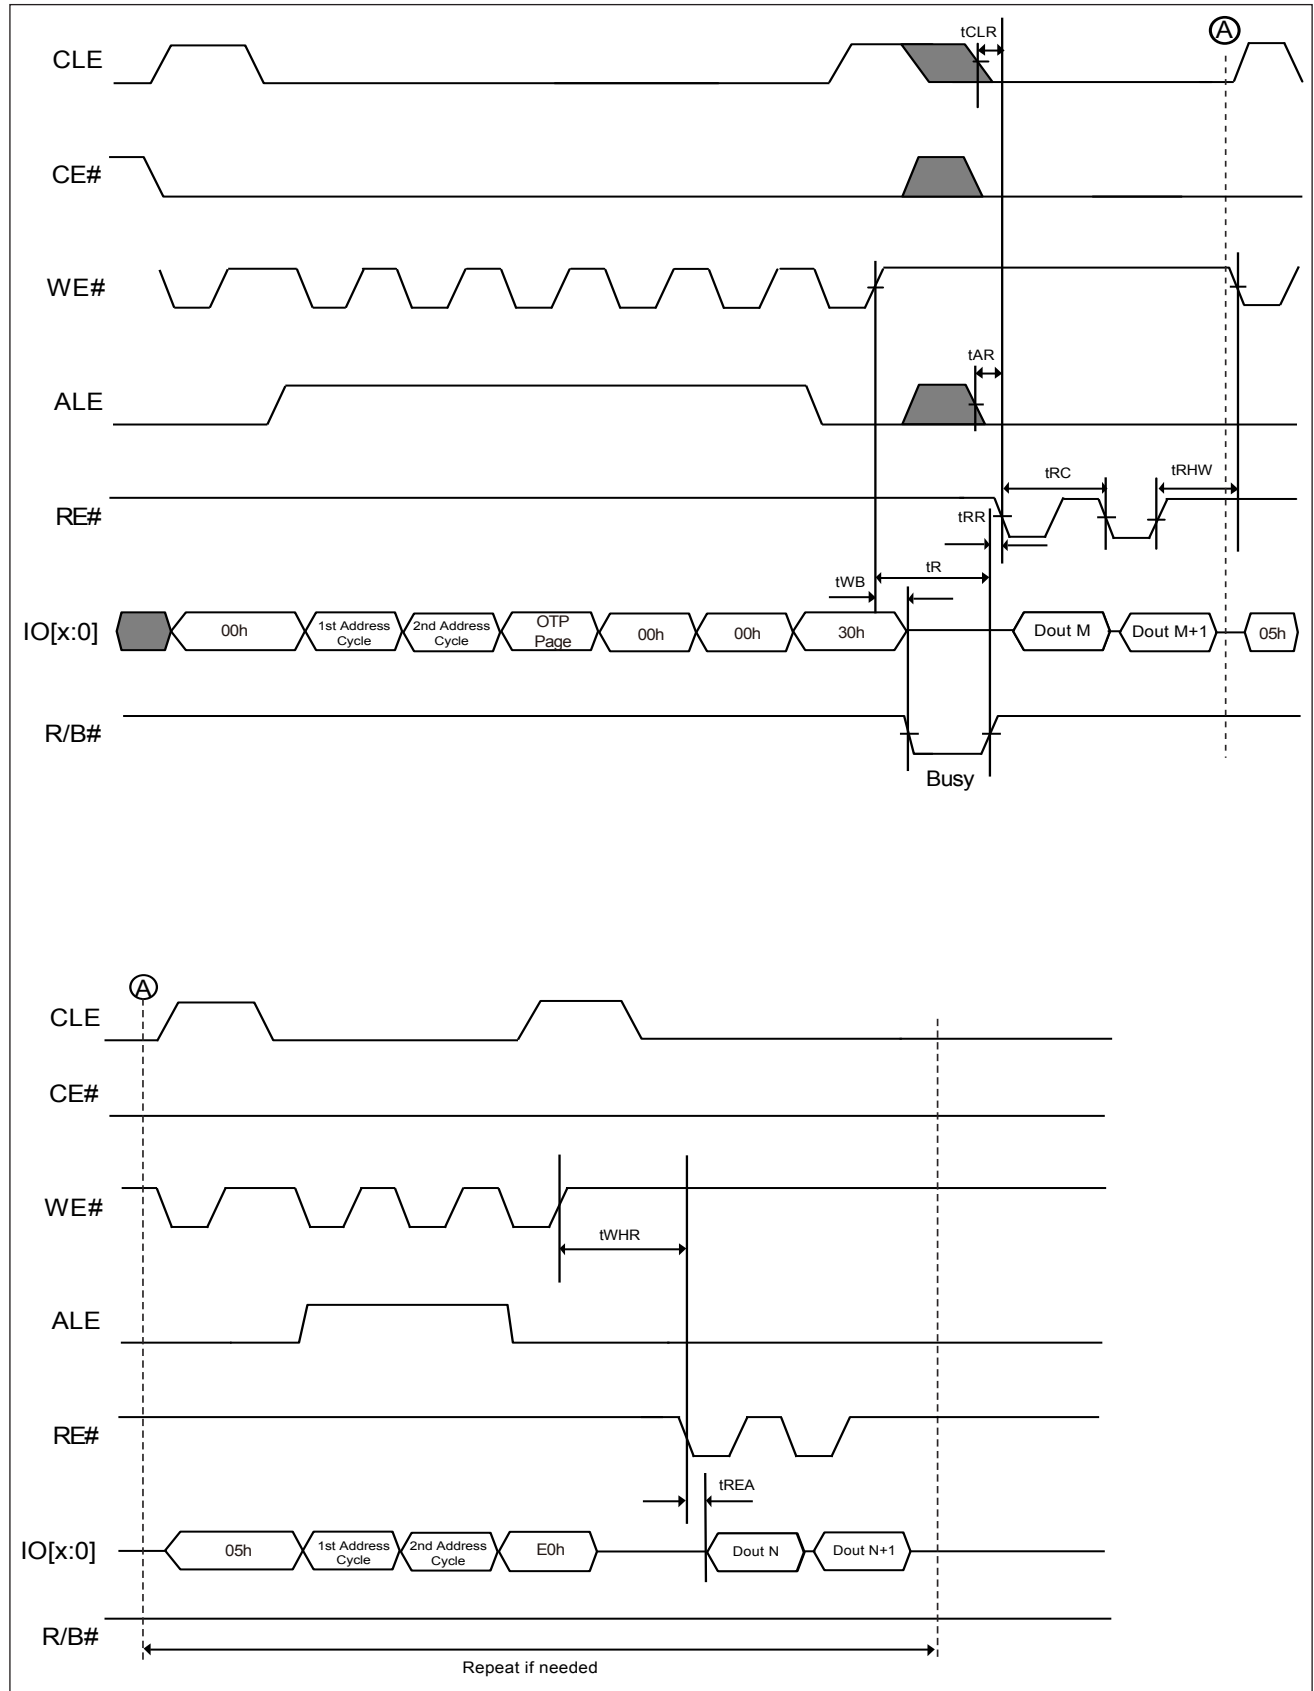 tCLR
A
CLE
CE#
WE#
tAR
ALE
tRC
tRHW
RE#
tRR
tR
tWB
IO[x:0]
00h
1st Address
Cycle
2nd Address
Cycle
OTP
Page
00h
00h
30h
Dout M
Dout M+1
05h
R/B#
Busy
A
CLE
CE#
WE#
tWHR
ALE
RE#
tREA
IO[x:0]
05h
1st Address
Cycle
2nd Address
Cycle
E0h
Dout N
Dout N+1
R/B#
Repeat if needed